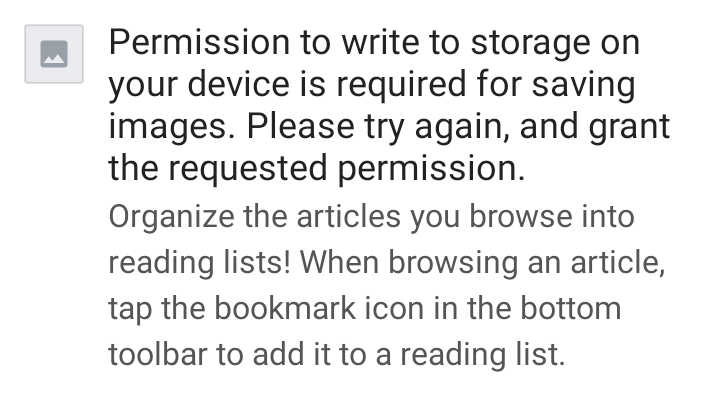 Permission to write to storage on
your device is required for saving
images. Please try again, and grant
the requested permission.
Organize the articles you browse into
reading lists! When browsing an article,
tap the bookmark icon in the bottom
toolbar to add it to a reading list.